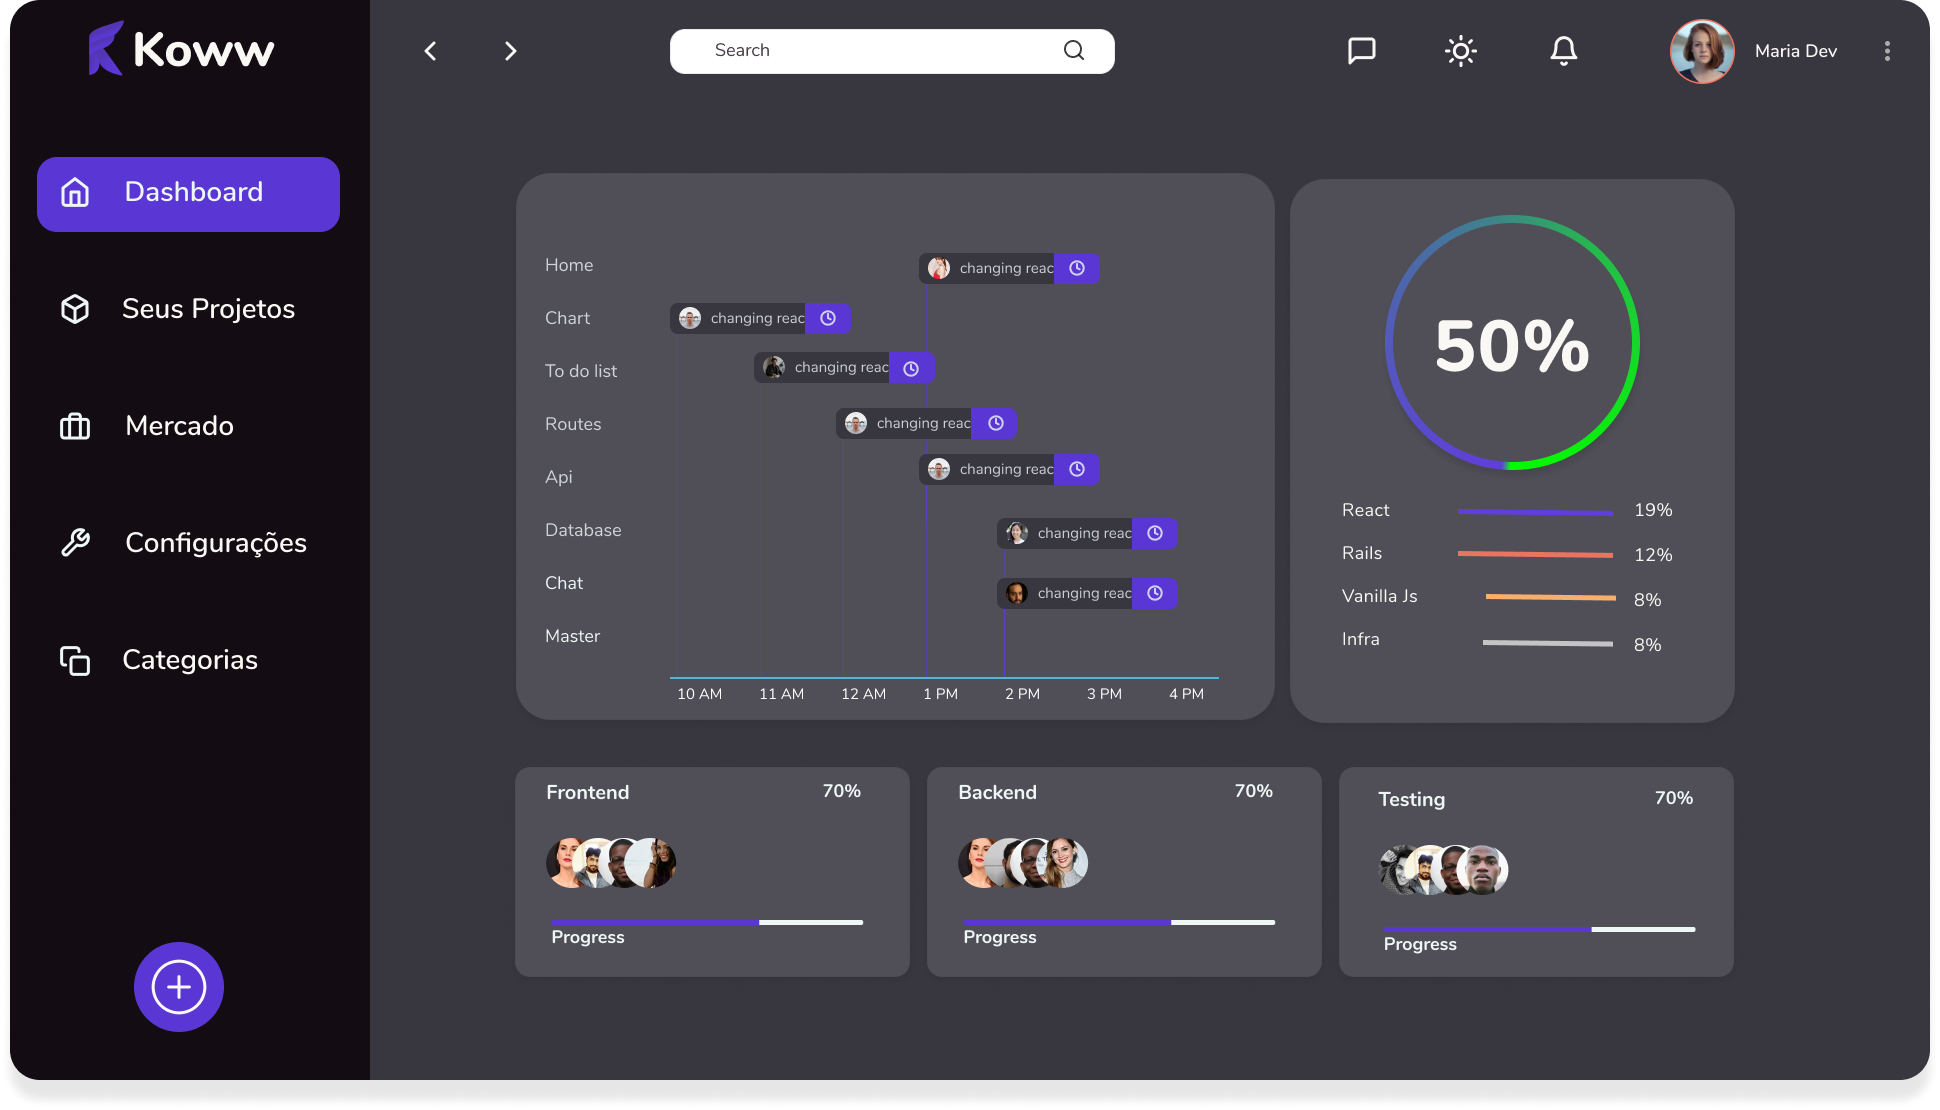 Koww
Search
Maria Dev
Dashboard
Seus Projetos
Mercado
Configurações
Categorias
Home
changing reac
Chart
changing reac
To do list
changing reac
Routes
changing reac
Api
changing reac
Database
changing reac
Chat
changing reac
Master
10 AM 11 AM 12 AM 1 PM 2 PM 3 PM 4 PM
50%
React 19%
Rails 12%
Vanilla Js 8%
Infra 8%
Frontend 70%
Progress
Backend 70%
Progress
Testing 70%
Progress